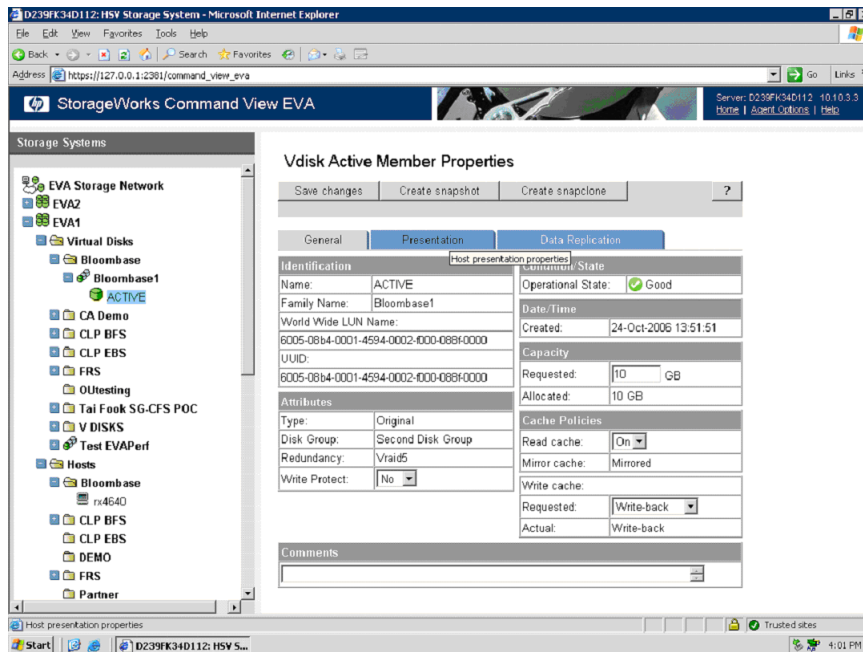 D239FK34D112: HSV Storage System - Microsoft Internet Explorer
File Edit View Favorites Tools Help
Back Search Favorites
Address https://127.0.0.1:2381/command_view_eva Go Links
hp StorageWorks Command View EVA
Server: D239FK34D112 10.10.3.3
Home | Agent Options | Help
Storage Systems
EVA Storage Network
EVA2
EVA1
Virtual Disks
Bloombase
Bloombase1
ACTIVE
CA Demo
CLP BFS
CLP EBS
FRS
OUtesting
Tai Fook SG-CFS POC
V DISKS
Test EVAPerf
Hosts
Bloombase
rx4640
CLP BFS
CLP EBS
DEMO
FRS
Partner
Vdisk Active Member Properties
Save changes Create snapshot Create snapclone ?
General Presentation Data Replication
Host presentation properties
Identification
Name: ACTIVE
Family Name: Bloombase1
World Wide LUN Name:
6005-08b4-0001-4594-0002-f000-088f-0000
UUID:
6005-08b4-0001-4594-0002-f000-088f-0000
Attributes
Type: Original
Disk Group: Second Disk Group
Redundancy: Vraid5
Write Protect: No
Condition/State
Operational State: Good
Date/Time
Created: 24-Oct-2006 13:51:51
Capacity
Requested: 10 GB
Allocated: 10 GB
Cache Policies
Read cache: On
Mirror cache: Mirrored
Write cache:
Requested: Write-back
Actual: Write-back
Comments
Host presentation properties
Trusted sites
Start D239FK34D112: HSV S... 4:01 PM